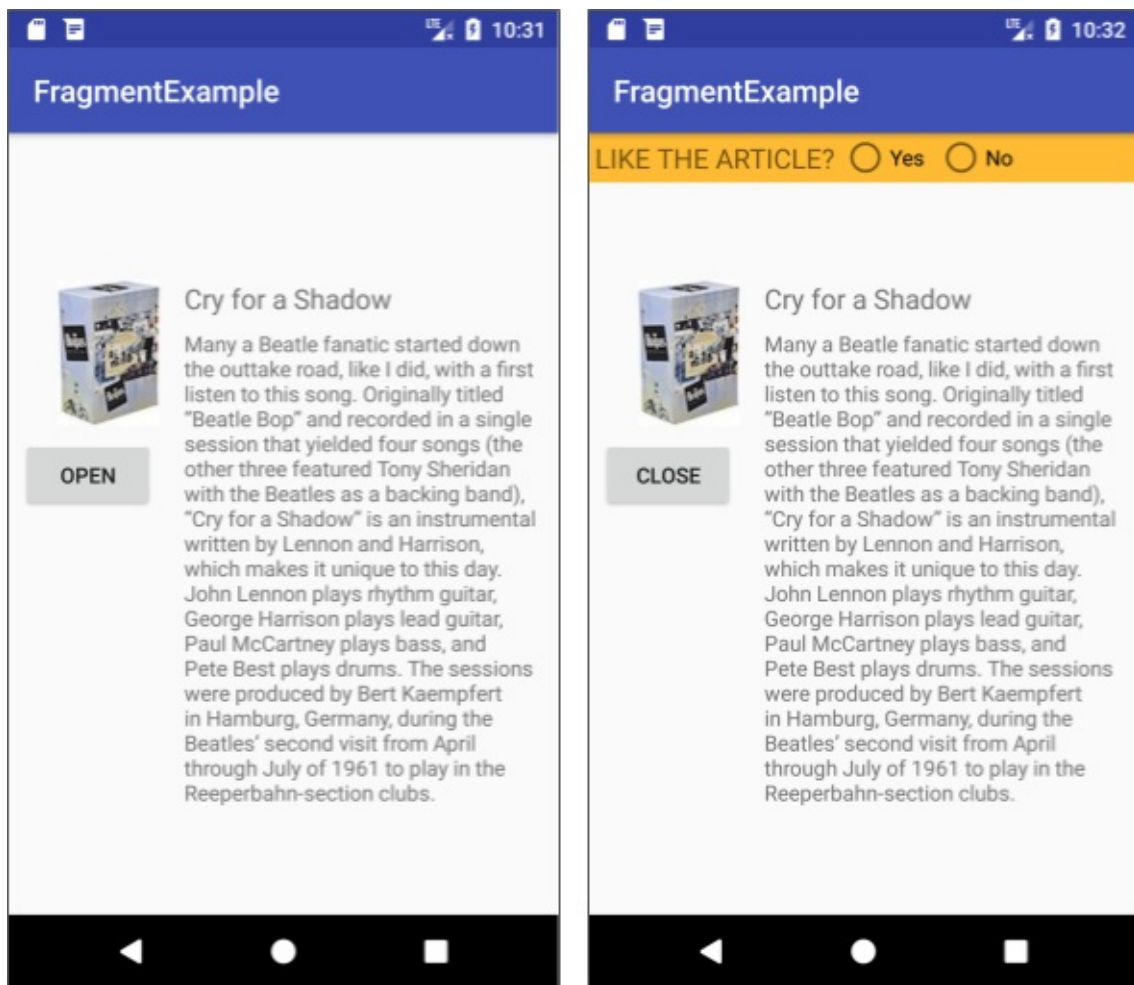 10:31
FragmentExample
Cry for a Shadow
Many a Beatle fanatic started down
the outtake road, like I did, with a first
listen to this song. Originally titled
“Beatle Bop” and recorded in a single
session that yielded four songs (the
other three featured Tony Sheridan
with the Beatles as a backing band),
“Cry for a Shadow” is an instrumental
written by Lennon and Harrison,
which makes it unique to this day.
John Lennon plays rhythm guitar,
George Harrison plays lead guitar,
Paul McCartney plays bass, and
Pete Best plays drums. The sessions
were produced by Bert Kaempfert
in Hamburg, Germany, during the
Beatles’ second visit from April
through July of 1961 to play in the
Reeperbahn-section clubs.
OPEN
LTE 10:32
FragmentExample
LIKE THE ARTICLE? Yes No
Cry for a Shadow
Many a Beatle fanatic started down
the outtake road, like I did, with a first
listen to this song. Originally titled
“Beatle Bop” and recorded in a single
session that yielded four songs (the
other three featured Tony Sheridan
with the Beatles as a backing band),
“Cry for a Shadow” is an instrumental
written by Lennon and Harrison,
which makes it unique to this day.
John Lennon plays rhythm guitar,
George Harrison plays lead guitar,
Paul McCartney plays bass, and
Pete Best plays drums. The sessions
were produced by Bert Kaempfert
in Hamburg, Germany, during the
Beatles’ second visit from April
through July of 1961 to play in the
Reeperbahn-section clubs.
CLOSE